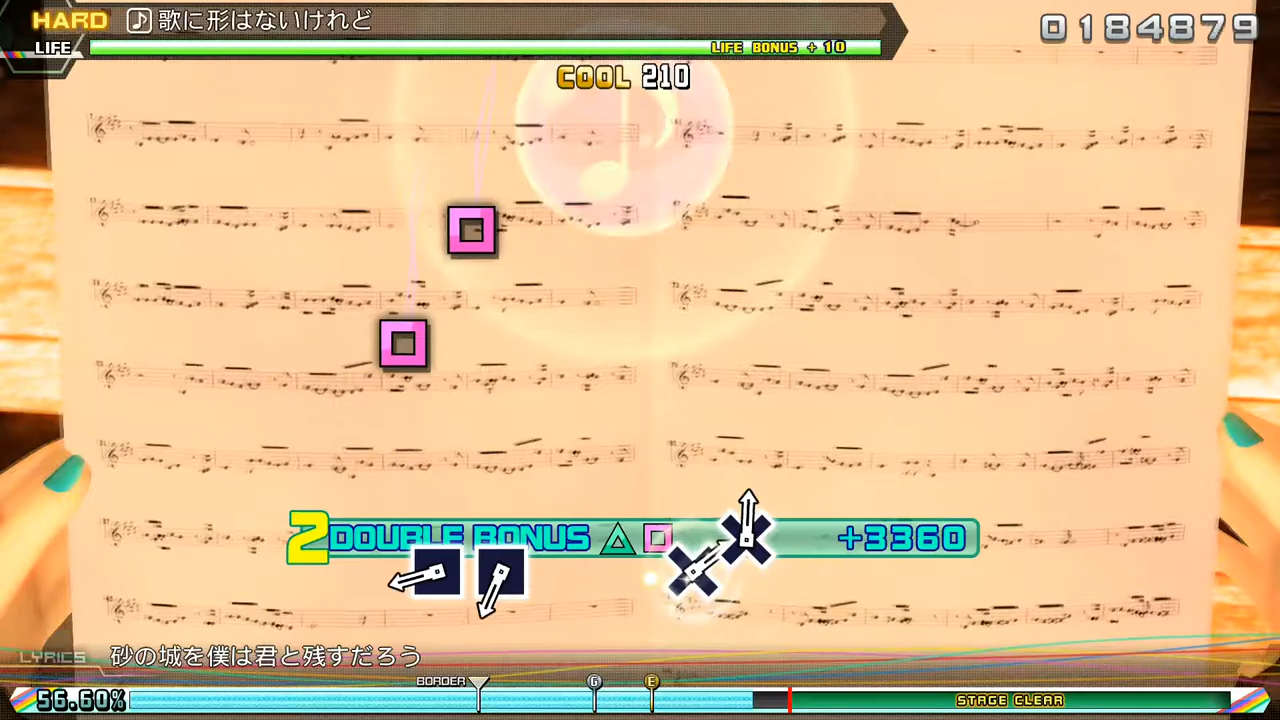 HARD ♪ 歌に形はないけれど
0184879
LIFE
LIFE BONUS + 10
COOL 210
2 DOUBLE BONUS △ □ +3360
LYRICS 砂の城を僕は君と残すだろう
BORDER G E
56.60%
STAGE CLEAR